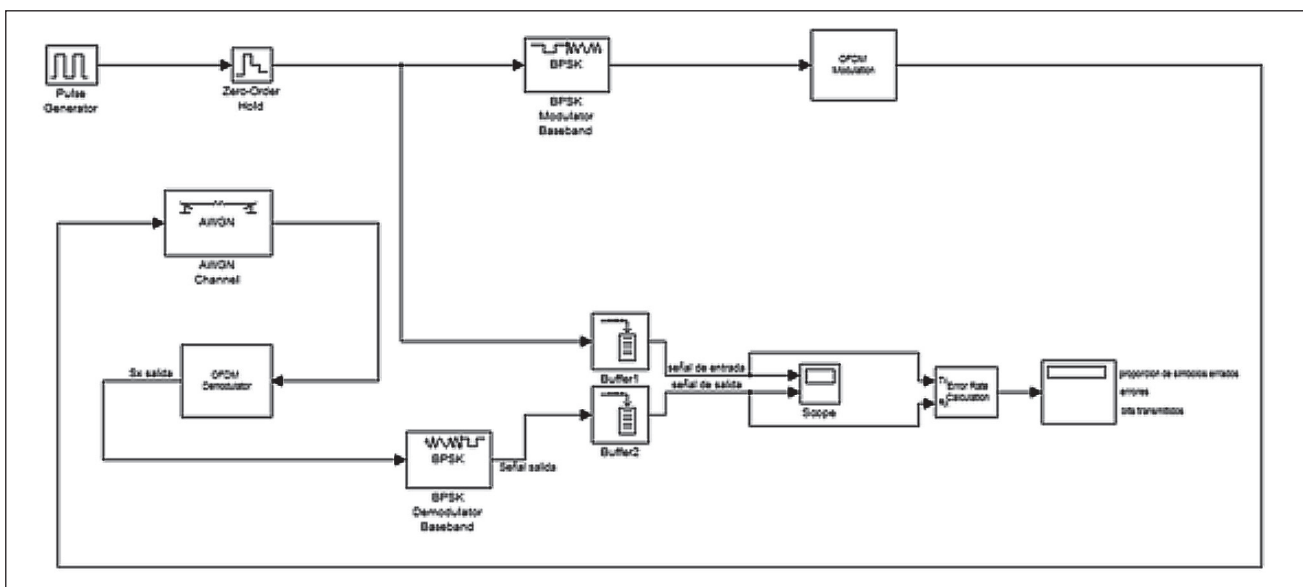 Pulse
Generator
Zero-Order
Hold
BPSK
BPSK
Modulator
Baseband
OFDM
Modulation
AWGN
AWGN
Channel
Sx salida
OFDM
Demodulator
BPSK
BPSK
Demodulator
Baseband
Señal salida
Buffer1
Buffer2
señal de entrada
señal de salida
Scope
Tx
Rx
Error Rate
Calculation
proporcion de simbolos errados
errores
bits transmitidos